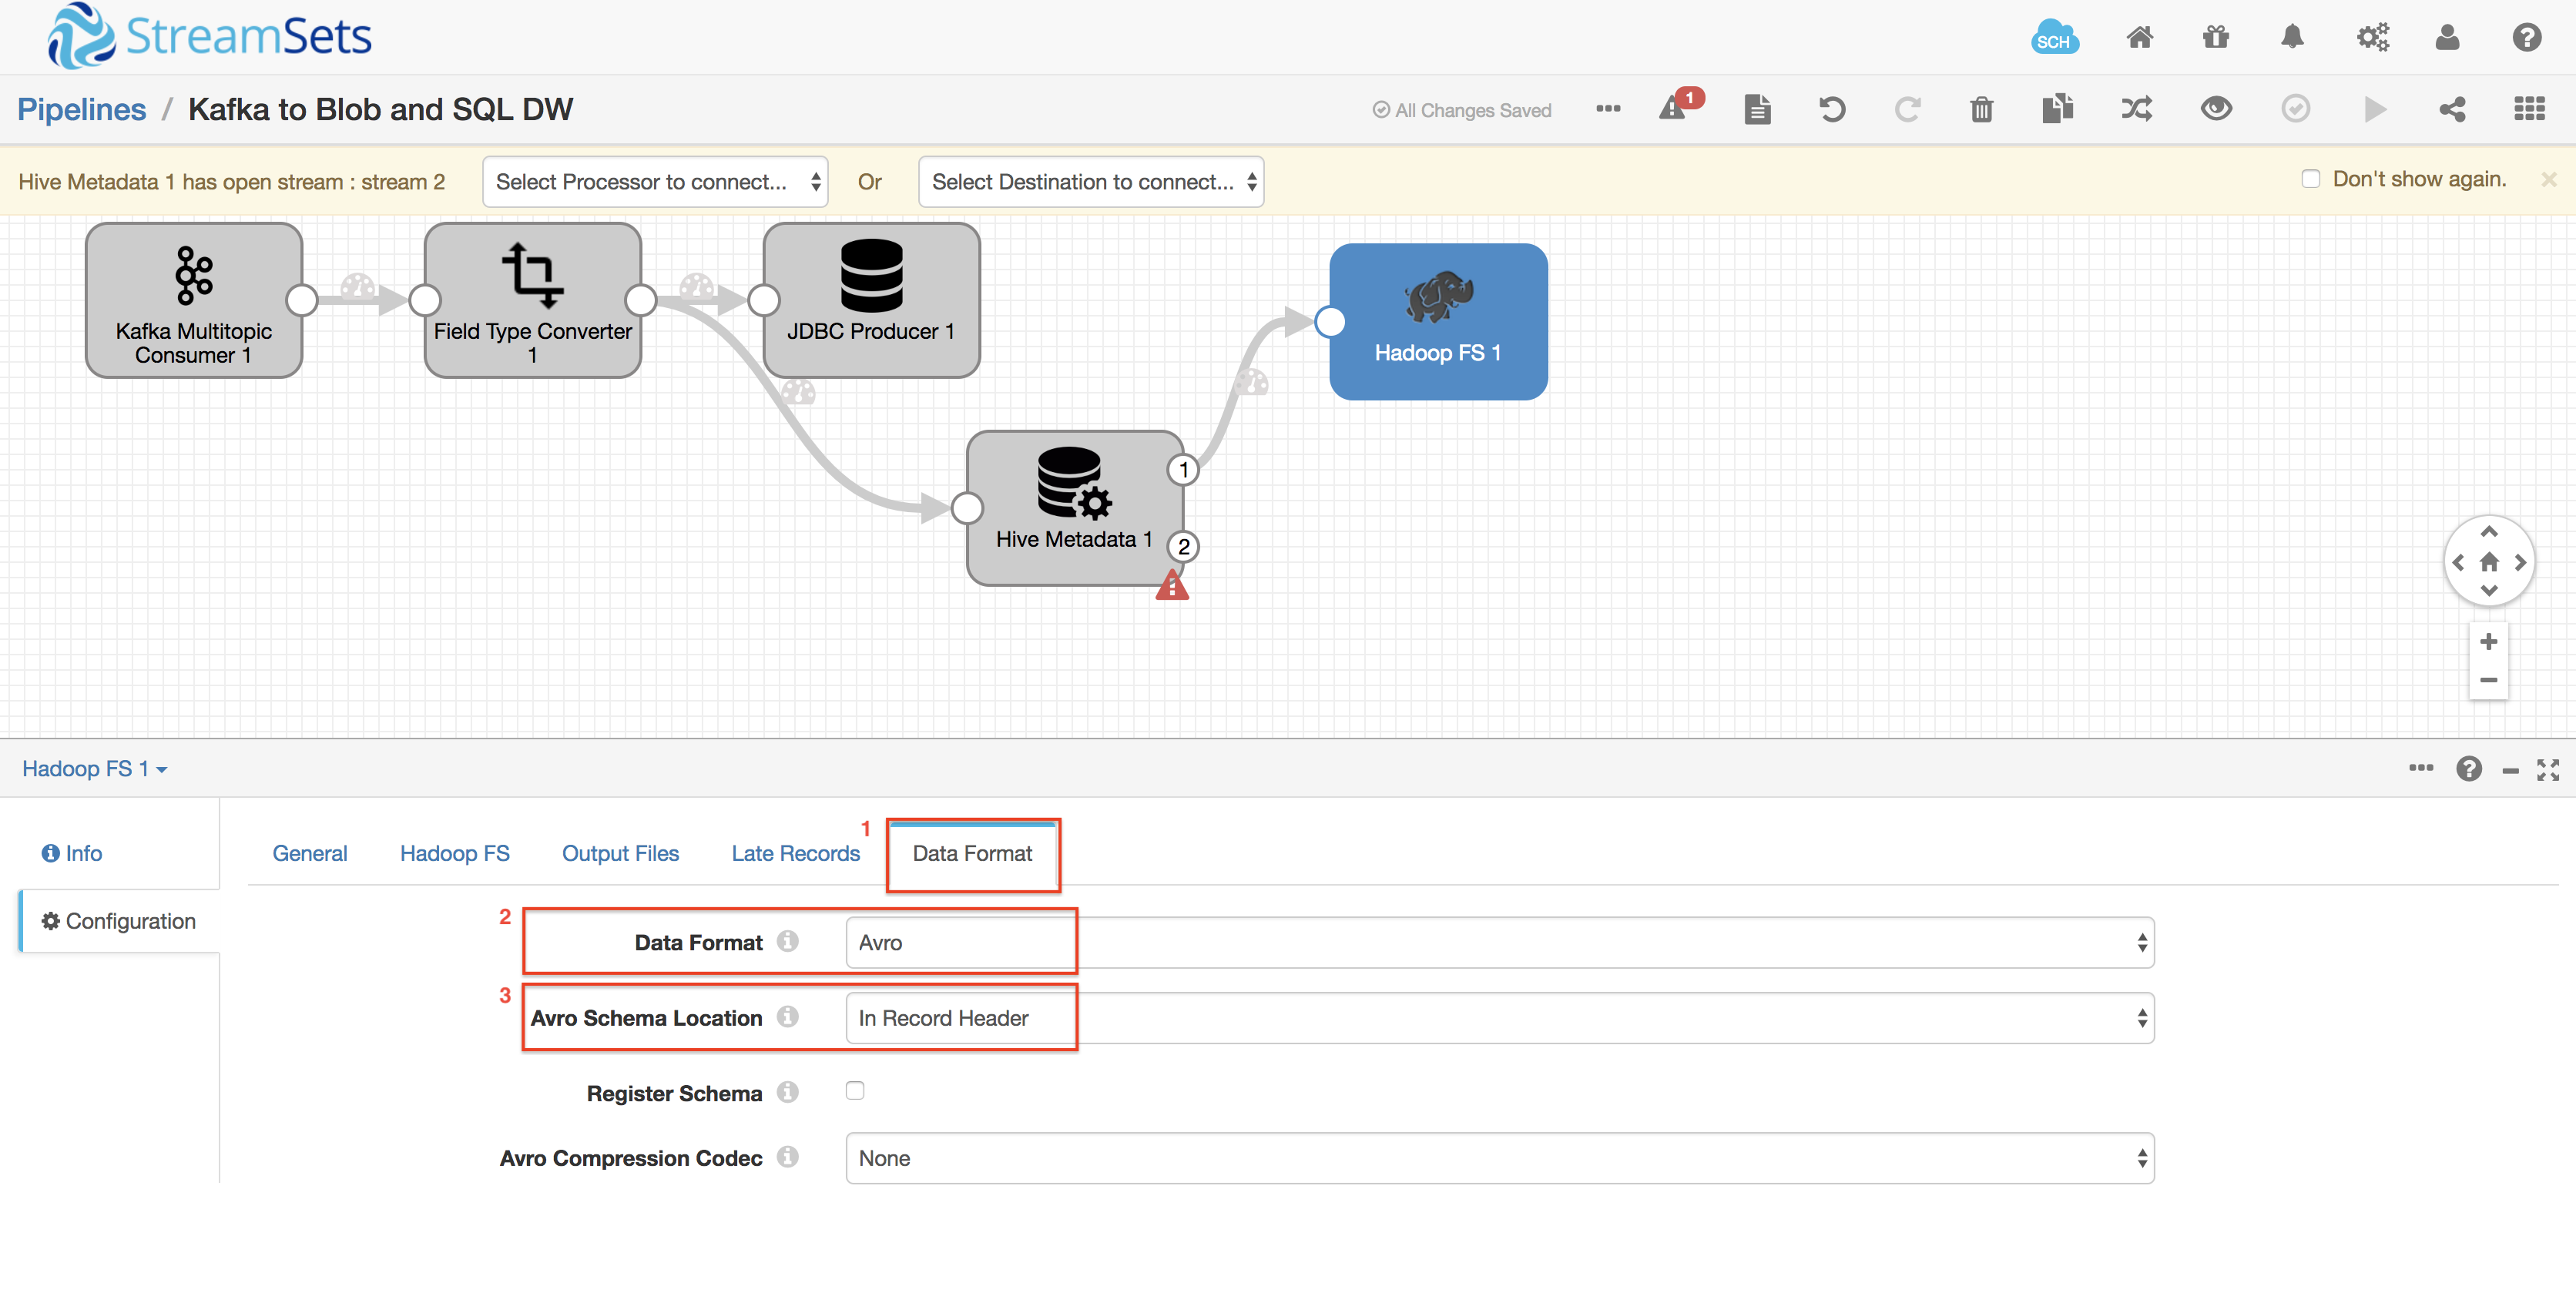 StreamSets
SCH
Pipelines / Kafka to Blob and SQL DW
All Changes Saved
1
Hive Metadata 1 has open stream : stream 2
Select Processor to connect...
Or
Select Destination to connect...
Don't show again.
Kafka Multitopic
Consumer 1
Field Type Converter
1
JDBC Producer 1
Hadoop FS 1
1
Hive Metadata 1
2
Hadoop FS 1
Info
Configuration
General
Hadoop FS
Output Files
Late Records
1
Data Format
2
Data Format
Avro
3
Avro Schema Location
In Record Header
Register Schema
Avro Compression Codec
None